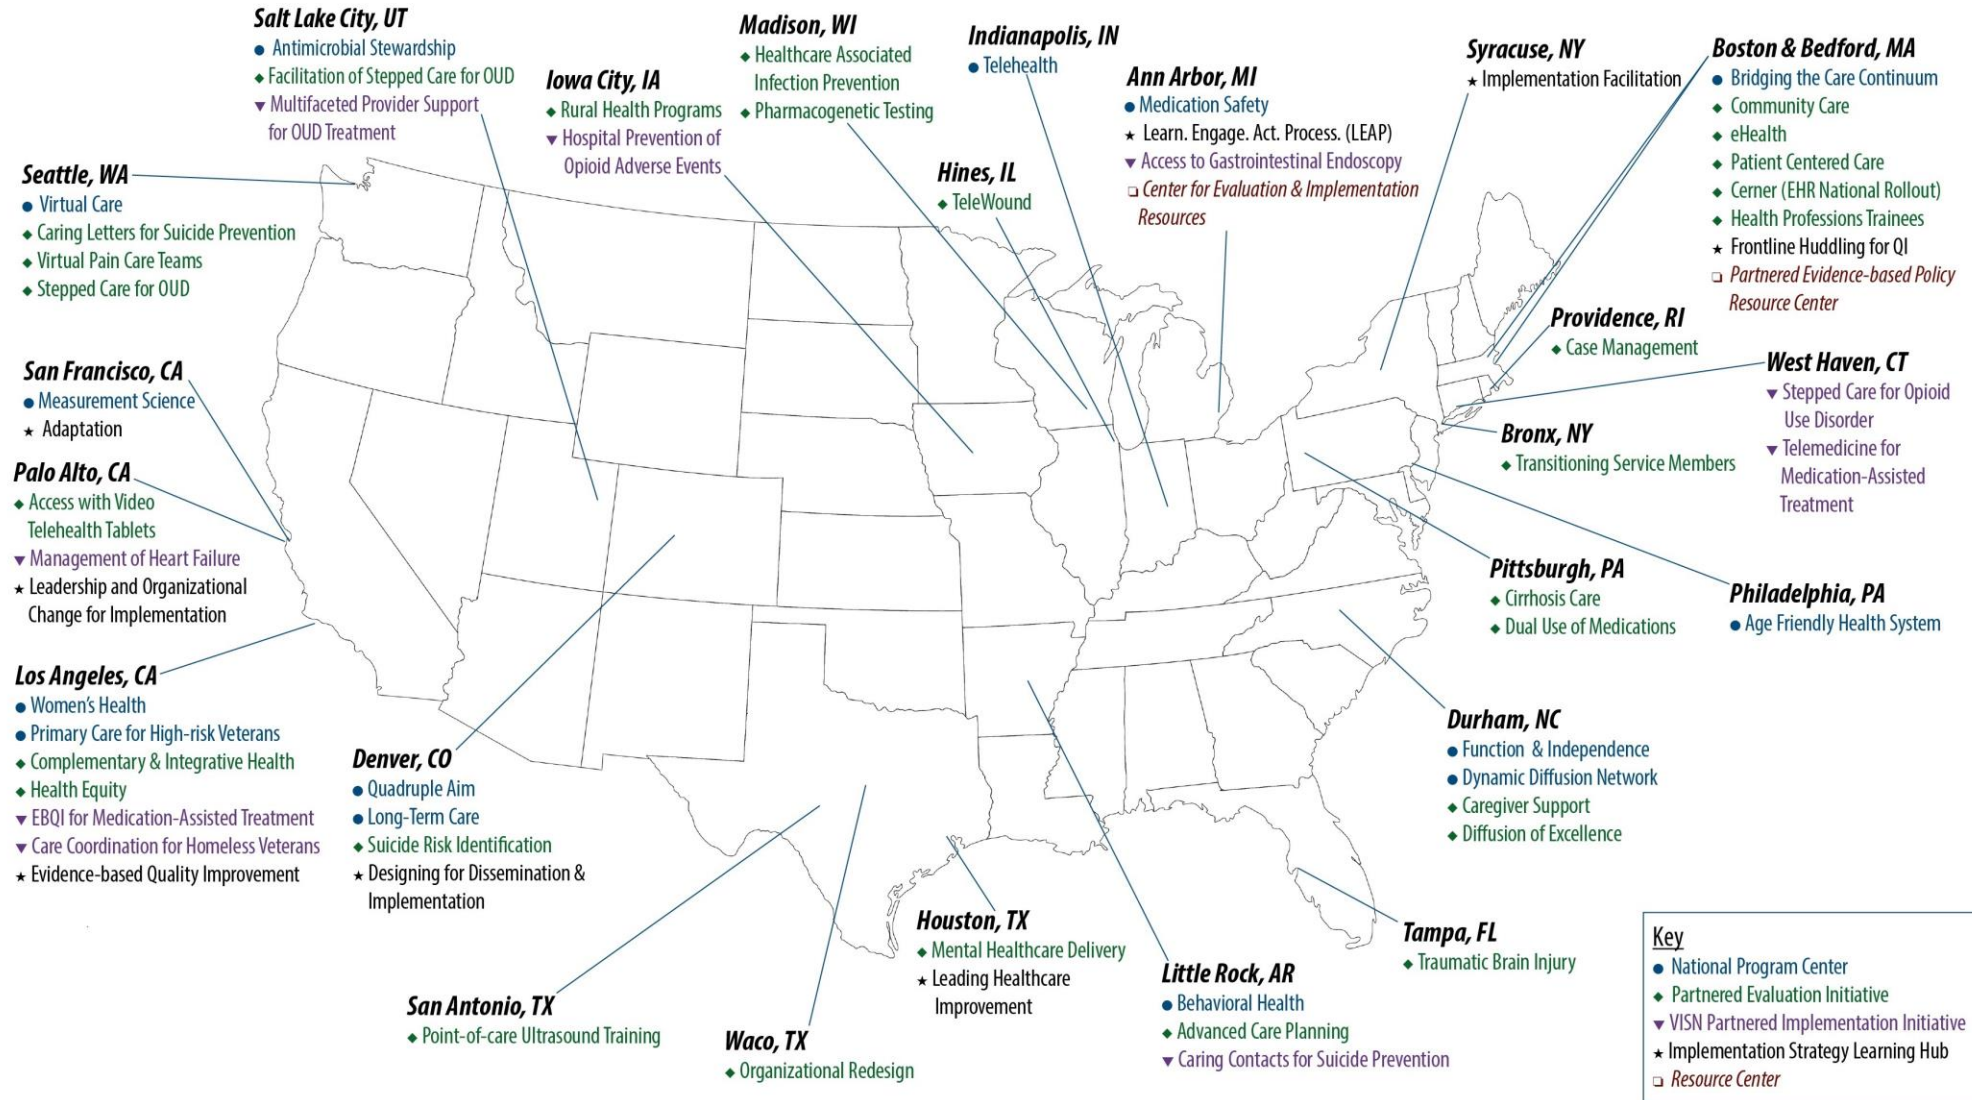 Salt Lake City, UT
● Antimicrobial Stewardship
◆ Facilitation of Stepped Care for OUD
▼ Multifaceted Provider Support
for OUD Treatment
Iowa City, IA
◆ Rural Health Programs
▼ Hospital Prevention of
Opioid Adverse Events
Madison, WI
◆ Healthcare Associated
Infection Prevention
◆ Pharmacogenetic Testing
Indianapolis, IN
● Telehealth
Hines, IL
◆ TeleWound
Ann Arbor, MI
● Medication Safety
★ Learn. Engage. Act. Process. (LEAP)
▼ Access to Gastrointestinal Endoscopy
❏ Center for Evaluation & Implementation
Resources
Syracuse, NY
★ Implementation Facilitation
Boston & Bedford, MA
● Bridging the Care Continuum
◆ Community Care
◆ eHealth
◆ Patient Centered Care
◆ Cerner (EHR National Rollout)
◆ Health Professions Trainees
★ Frontline Huddling for QI
❏ Partnered Evidence-based Policy
Resource Center
Seattle, WA
● Virtual Care
◆ Caring Letters for Suicide Prevention
◆ Virtual Pain Care Teams
◆ Stepped Care for OUD
Providence, RI
◆ Case Management
West Haven, CT
▼ Stepped Care for Opioid
Use Disorder
▼ Telemedicine for
Medication-Assisted
Treatment
San Francisco, CA
● Measurement Science
★ Adaptation
Bronx, NY
◆ Transitioning Service Members
Palo Alto, CA
◆ Access with Video
Telehealth Tablets
▼ Management of Heart Failure
★ Leadership and Organizational
Change for Implementation
Pittsburgh, PA
◆ Cirrhosis Care
◆ Dual Use of Medications
Philadelphia, PA
● Age Friendly Health System
Los Angeles, CA
● Women's Health
● Primary Care for High-risk Veterans
◆ Complementary & Integrative Health
◆ Health Equity
▼ EBQI for Medication-Assisted Treatment
▼ Care Coordination for Homeless Veterans
★ Evidence-based Quality Improvement
Denver, CO
● Quadruple Aim
● Long-Term Care
◆ Suicide Risk Identification
★ Designing for Dissemination &
Implementation
Durham, NC
● Function & Independence
● Dynamic Diffusion Network
◆ Caregiver Support
◆ Diffusion of Excellence
Houston, TX
◆ Mental Healthcare Delivery
★ Leading Healthcare
Improvement
Tampa, FL
◆ Traumatic Brain Injury
Little Rock, AR
● Behavioral Health
◆ Advanced Care Planning
▼ Caring Contacts for Suicide Prevention
San Antonio, TX
◆ Point-of-care Ultrasound Training
Waco, TX
◆ Organizational Redesign
Key
● National Program Center
◆ Partnered Evaluation Initiative
▼ VISN Partnered Implementation Initiative
★ Implementation Strategy Learning Hub
❏ Resource Center